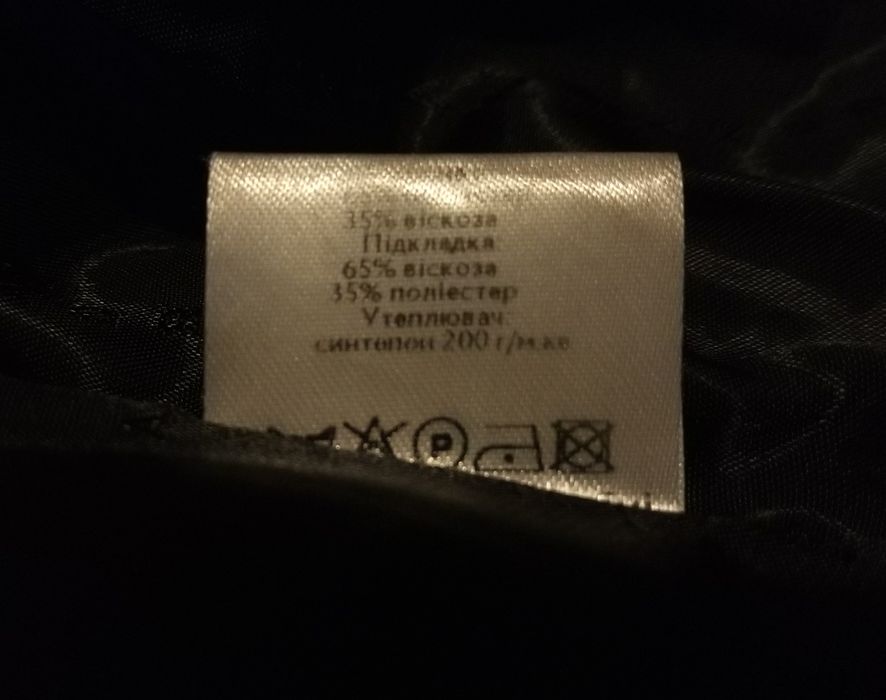 35% віскоза
Підкладка
65% віскоза
35% поліестер
Утеплювач:
синтепон 200 г/м.кв.
P